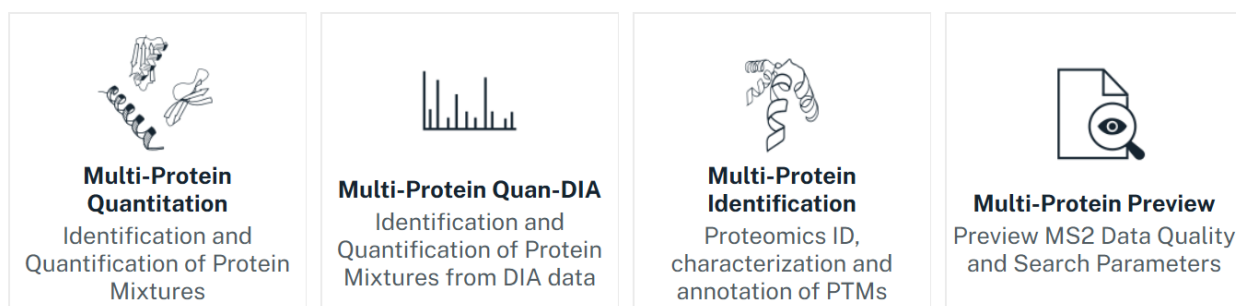 Multi-Protein
Quantitation
Identification and
Quantification of Protein
Mixtures
Multi-Protein Quan-DIA
Identification and
Quantification of Protein
Mixtures from DIA data
Multi-Protein
Identification
Proteomics ID,
characterization and
annotation of PTMs
Multi-Protein Preview
Preview MS2 Data Quality
and Search Parameters